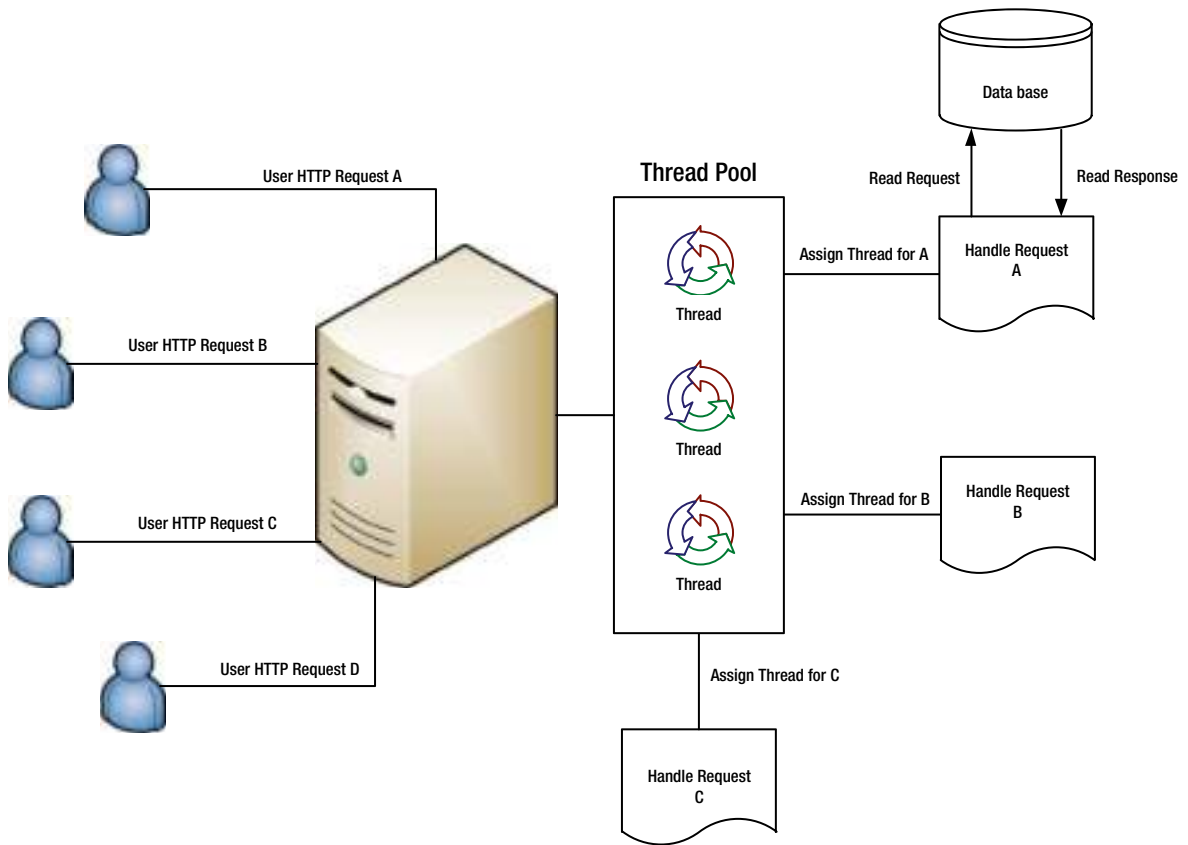 Data base
Read Request
Read Response
User HTTP Request A
Thread Pool
Assign Thread for A
Handle Request
A
Thread
User HTTP Request B
Thread
Assign Thread for B
Handle Request
B
User HTTP Request C
Thread
User HTTP Request D
Assign Thread for C
Handle Request
C